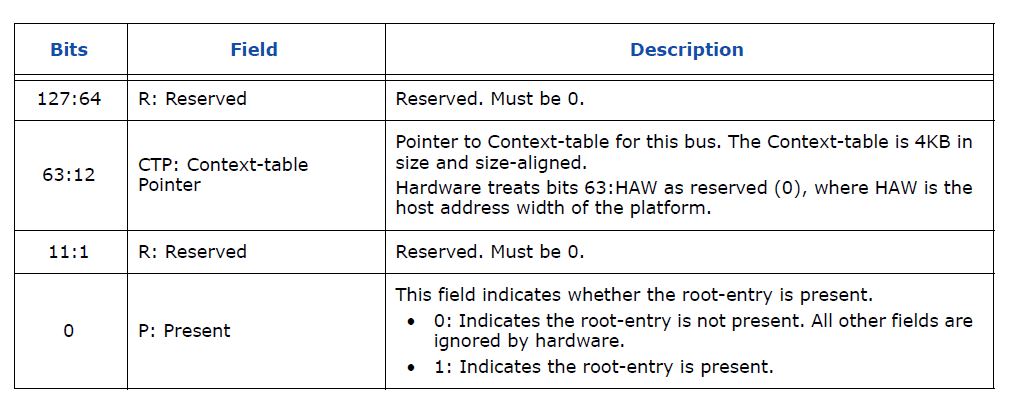 Bits Field Description
127:64 R: Reserved Reserved. Must be 0.
63:12 CTP: Context-table
Pointer
Pointer to Context-table for this bus. The Context-table is 4KB in
size and size-aligned.
Hardware treats bits 63:HAW as reserved (0), where HAW is the
host address width of the platform.
11:1 R: Reserved Reserved. Must be 0.
0 P: Present
This field indicates whether the root-entry is present.
• 0: Indicates the root-entry is not present. All other fields are
ignored by hardware.
• 1: Indicates the root-entry is present.